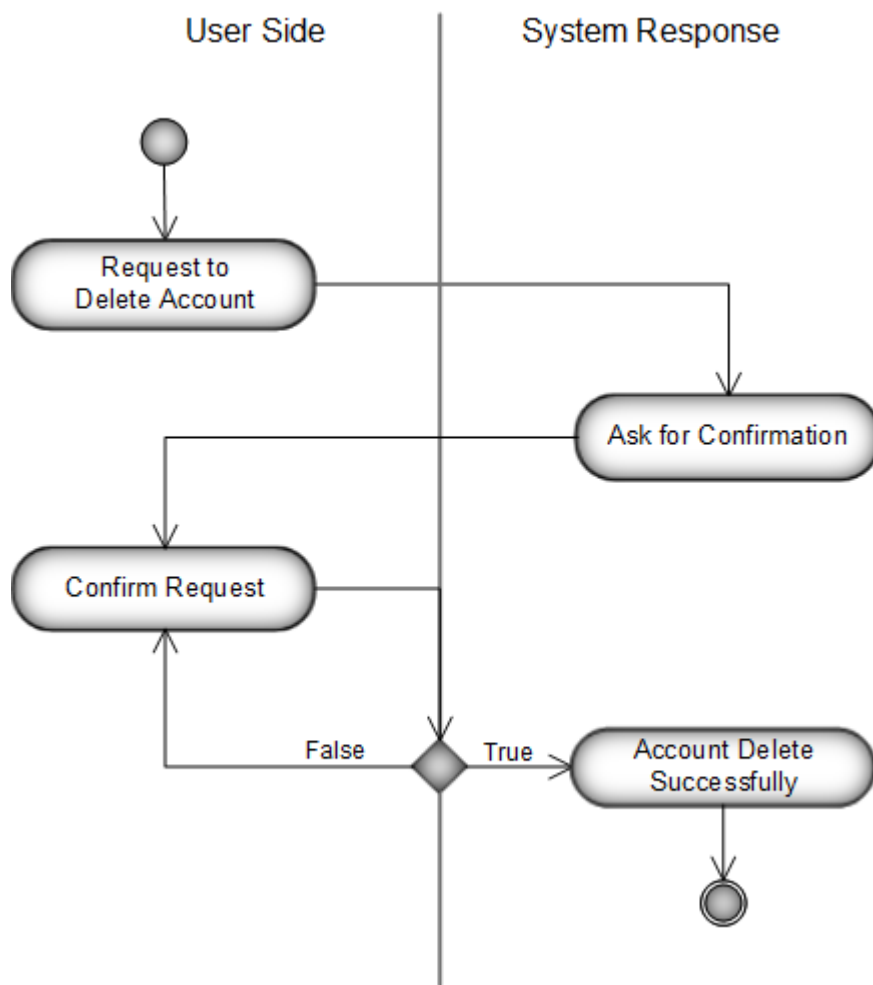 User Side
System Response
Request to
Delete Account
Ask for Confirmation
Confirm Request
False
True
Account Delete
Successfully